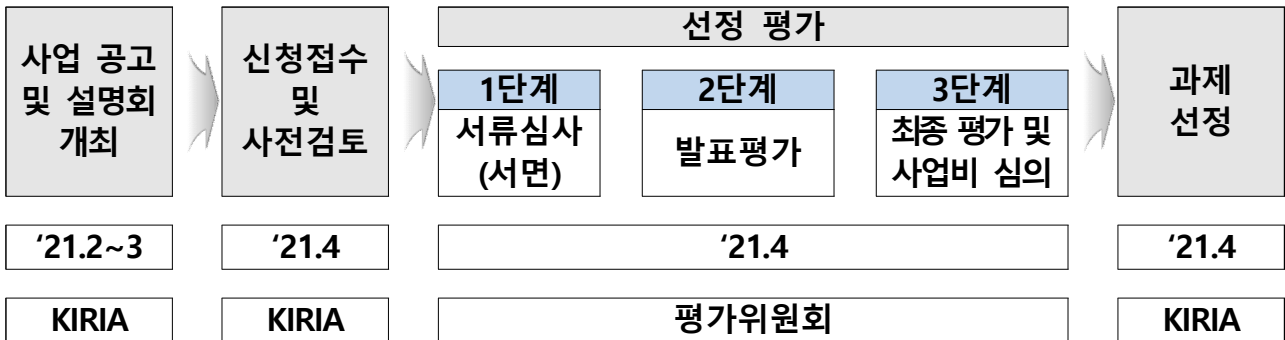 사업 공고
및 설명회
개최
신청접수
및
사전검토
선정 평가
1단계
서류심사
(서면)
2단계
발표평가
3단계
최종 평가 및
사업비 심의
과제
선정
‘21.2~3
‘21.4
‘21.4
‘21.4
KIRIA
KIRIA
평가위원회
KIRIA